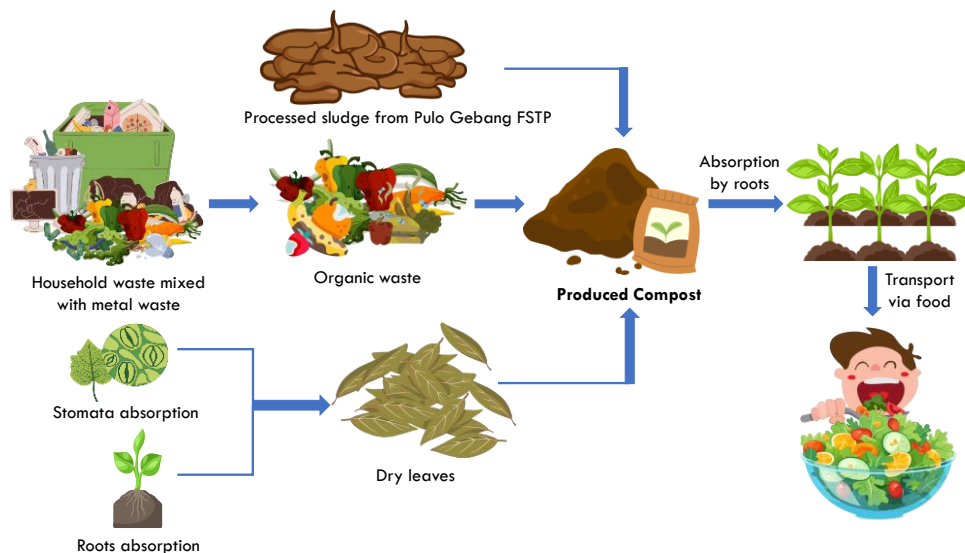 Processed sludge from Pulo Gebang FSTP
Household waste mixed
with metal waste
Organic waste
Produced Compost
Absorption
by roots
Transport
via food
Stomata absorption
Dry leaves
Roots absorption